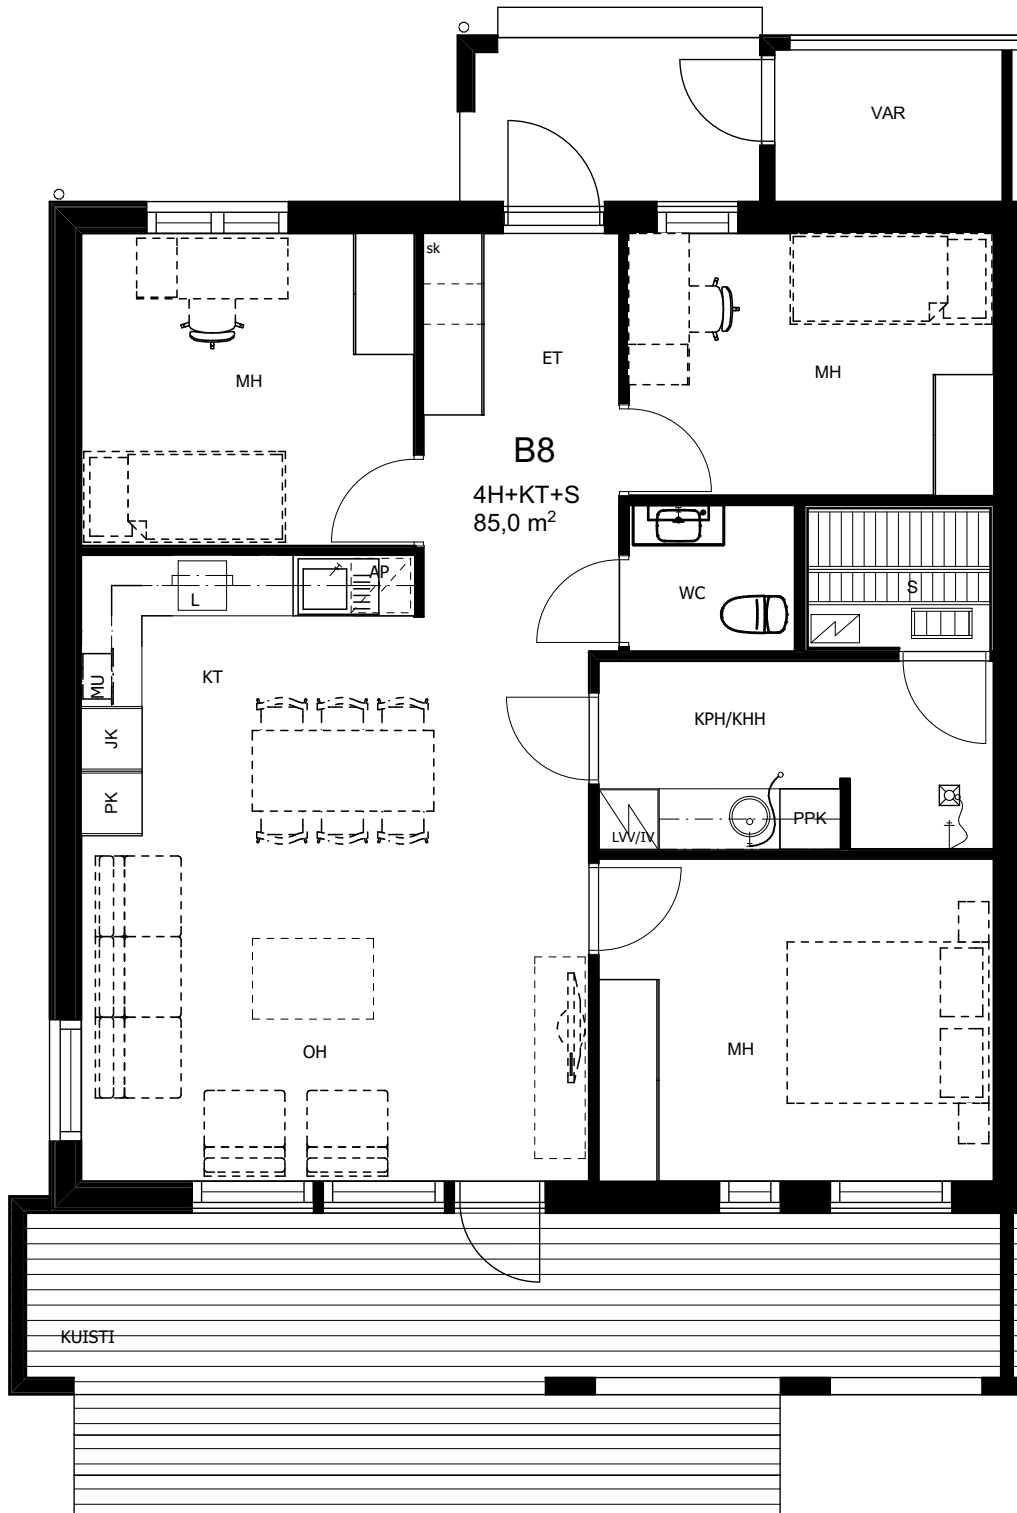 VAR
sk
ET
MH
MH
B8
4H+KT+S
85,0 m²
AP
L
WC
S
KT
MU
JK
PK
KPH/KHH
LVV/IV
PPK
OH
MH
KUISTI